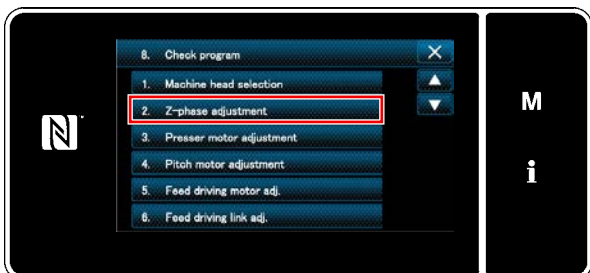 8. Check program
1. Machine head selection
2. Z-phase adjustment
3. Presser motor adjustment
4. Pitch motor adjustment
5. Feed driving motor adj.
6. Feed driving link adj.
M
i
N